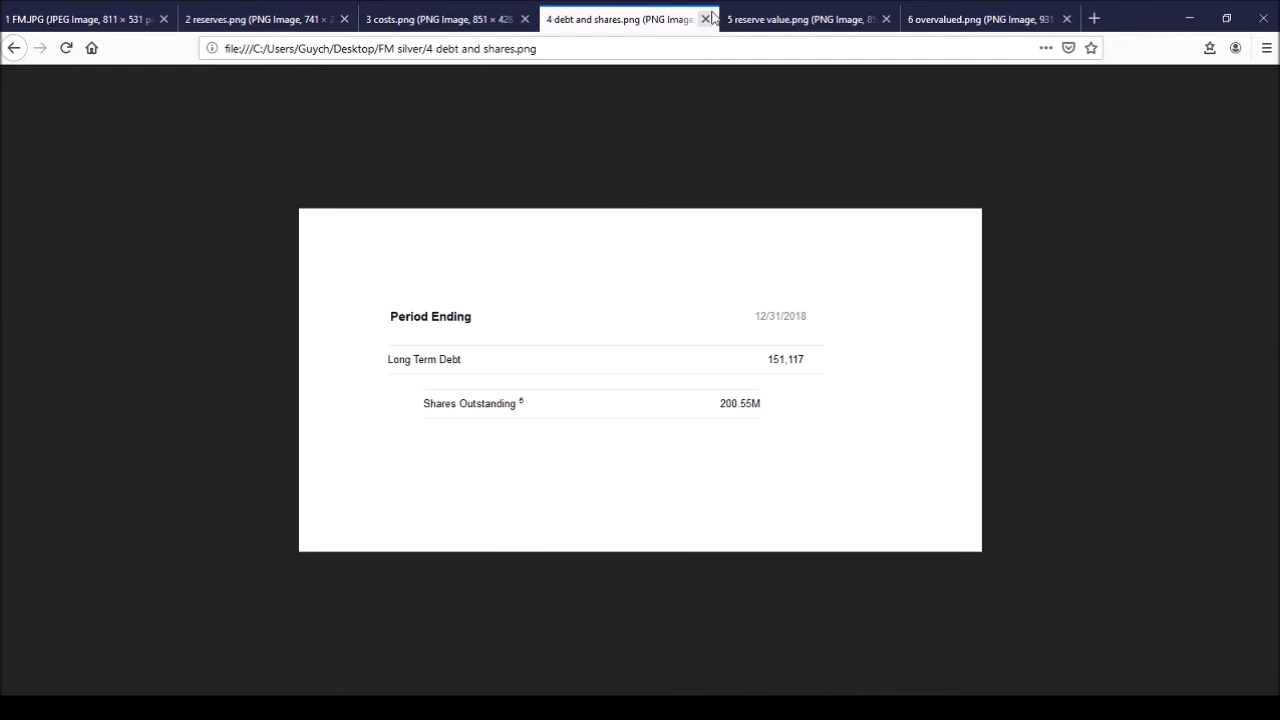 1 FM.JPG (JPEG Image, 811 × 531 p
2 reserves.png (PNG Image, 741 × 2
3 costs.png (PNG Image, 851 × 428
4 debt and shares.png (PNG Image,
5 reserve value.png (PNG Image, 85
6 overvalued.png (PNG Image, 931
file:///C:/Users/Guych/Desktop/FM silver/4 debt and shares.png
Period Ending 12/31/2018
Long Term Debt 151,117
Shares Outstanding 5 200.55M